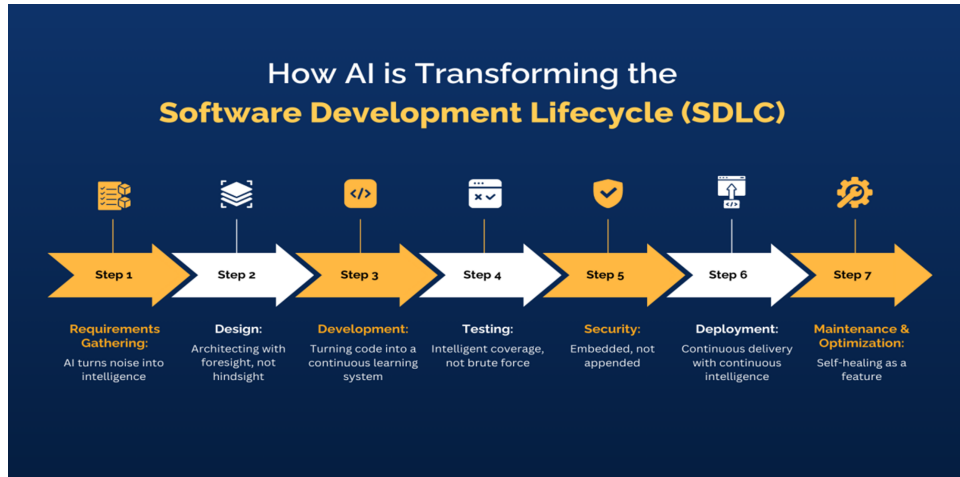 How AI is Transforming the
Software Development Lifecycle (SDLC)
</>
</>
Step 1
Step 2
Step 3
Step 4
Step 5
Step 6
Step 7
Requirements
Gathering:
AI turns noise into
intelligence
Design:
Architecting with
foresight, not
hindsight
Development:
Turning code into a
continuous learning
system
Testing:
Intelligent coverage,
not brute force
Security:
Embedded, not
appended
Deployment:
Continuous delivery
with continuous
intelligence
Maintenance &
Optimization:
Self-healing as a
feature